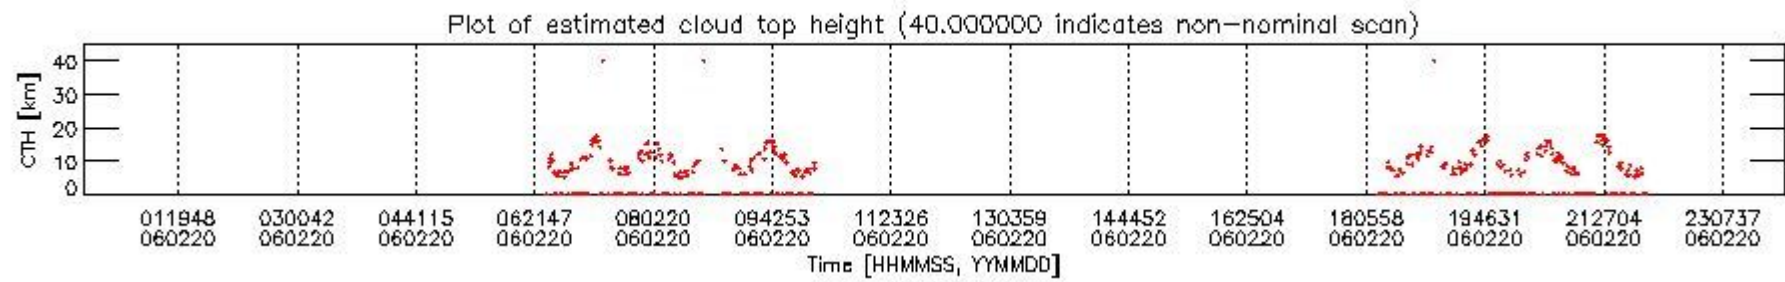 Plot of estimated cloud top height (40.000000 indicates non-nominal scan)
CTH [km]
40
30
20
10
0
011948 030042 044115 062147 080220 094253 112326 130359 144452 162504 180558 194631 212704 230737
060220 060220 060220 060220 060220 060220 060220 060220 060220 060220 060220 060220 060220 060220
Time [HHMMSS, YYMMDD]